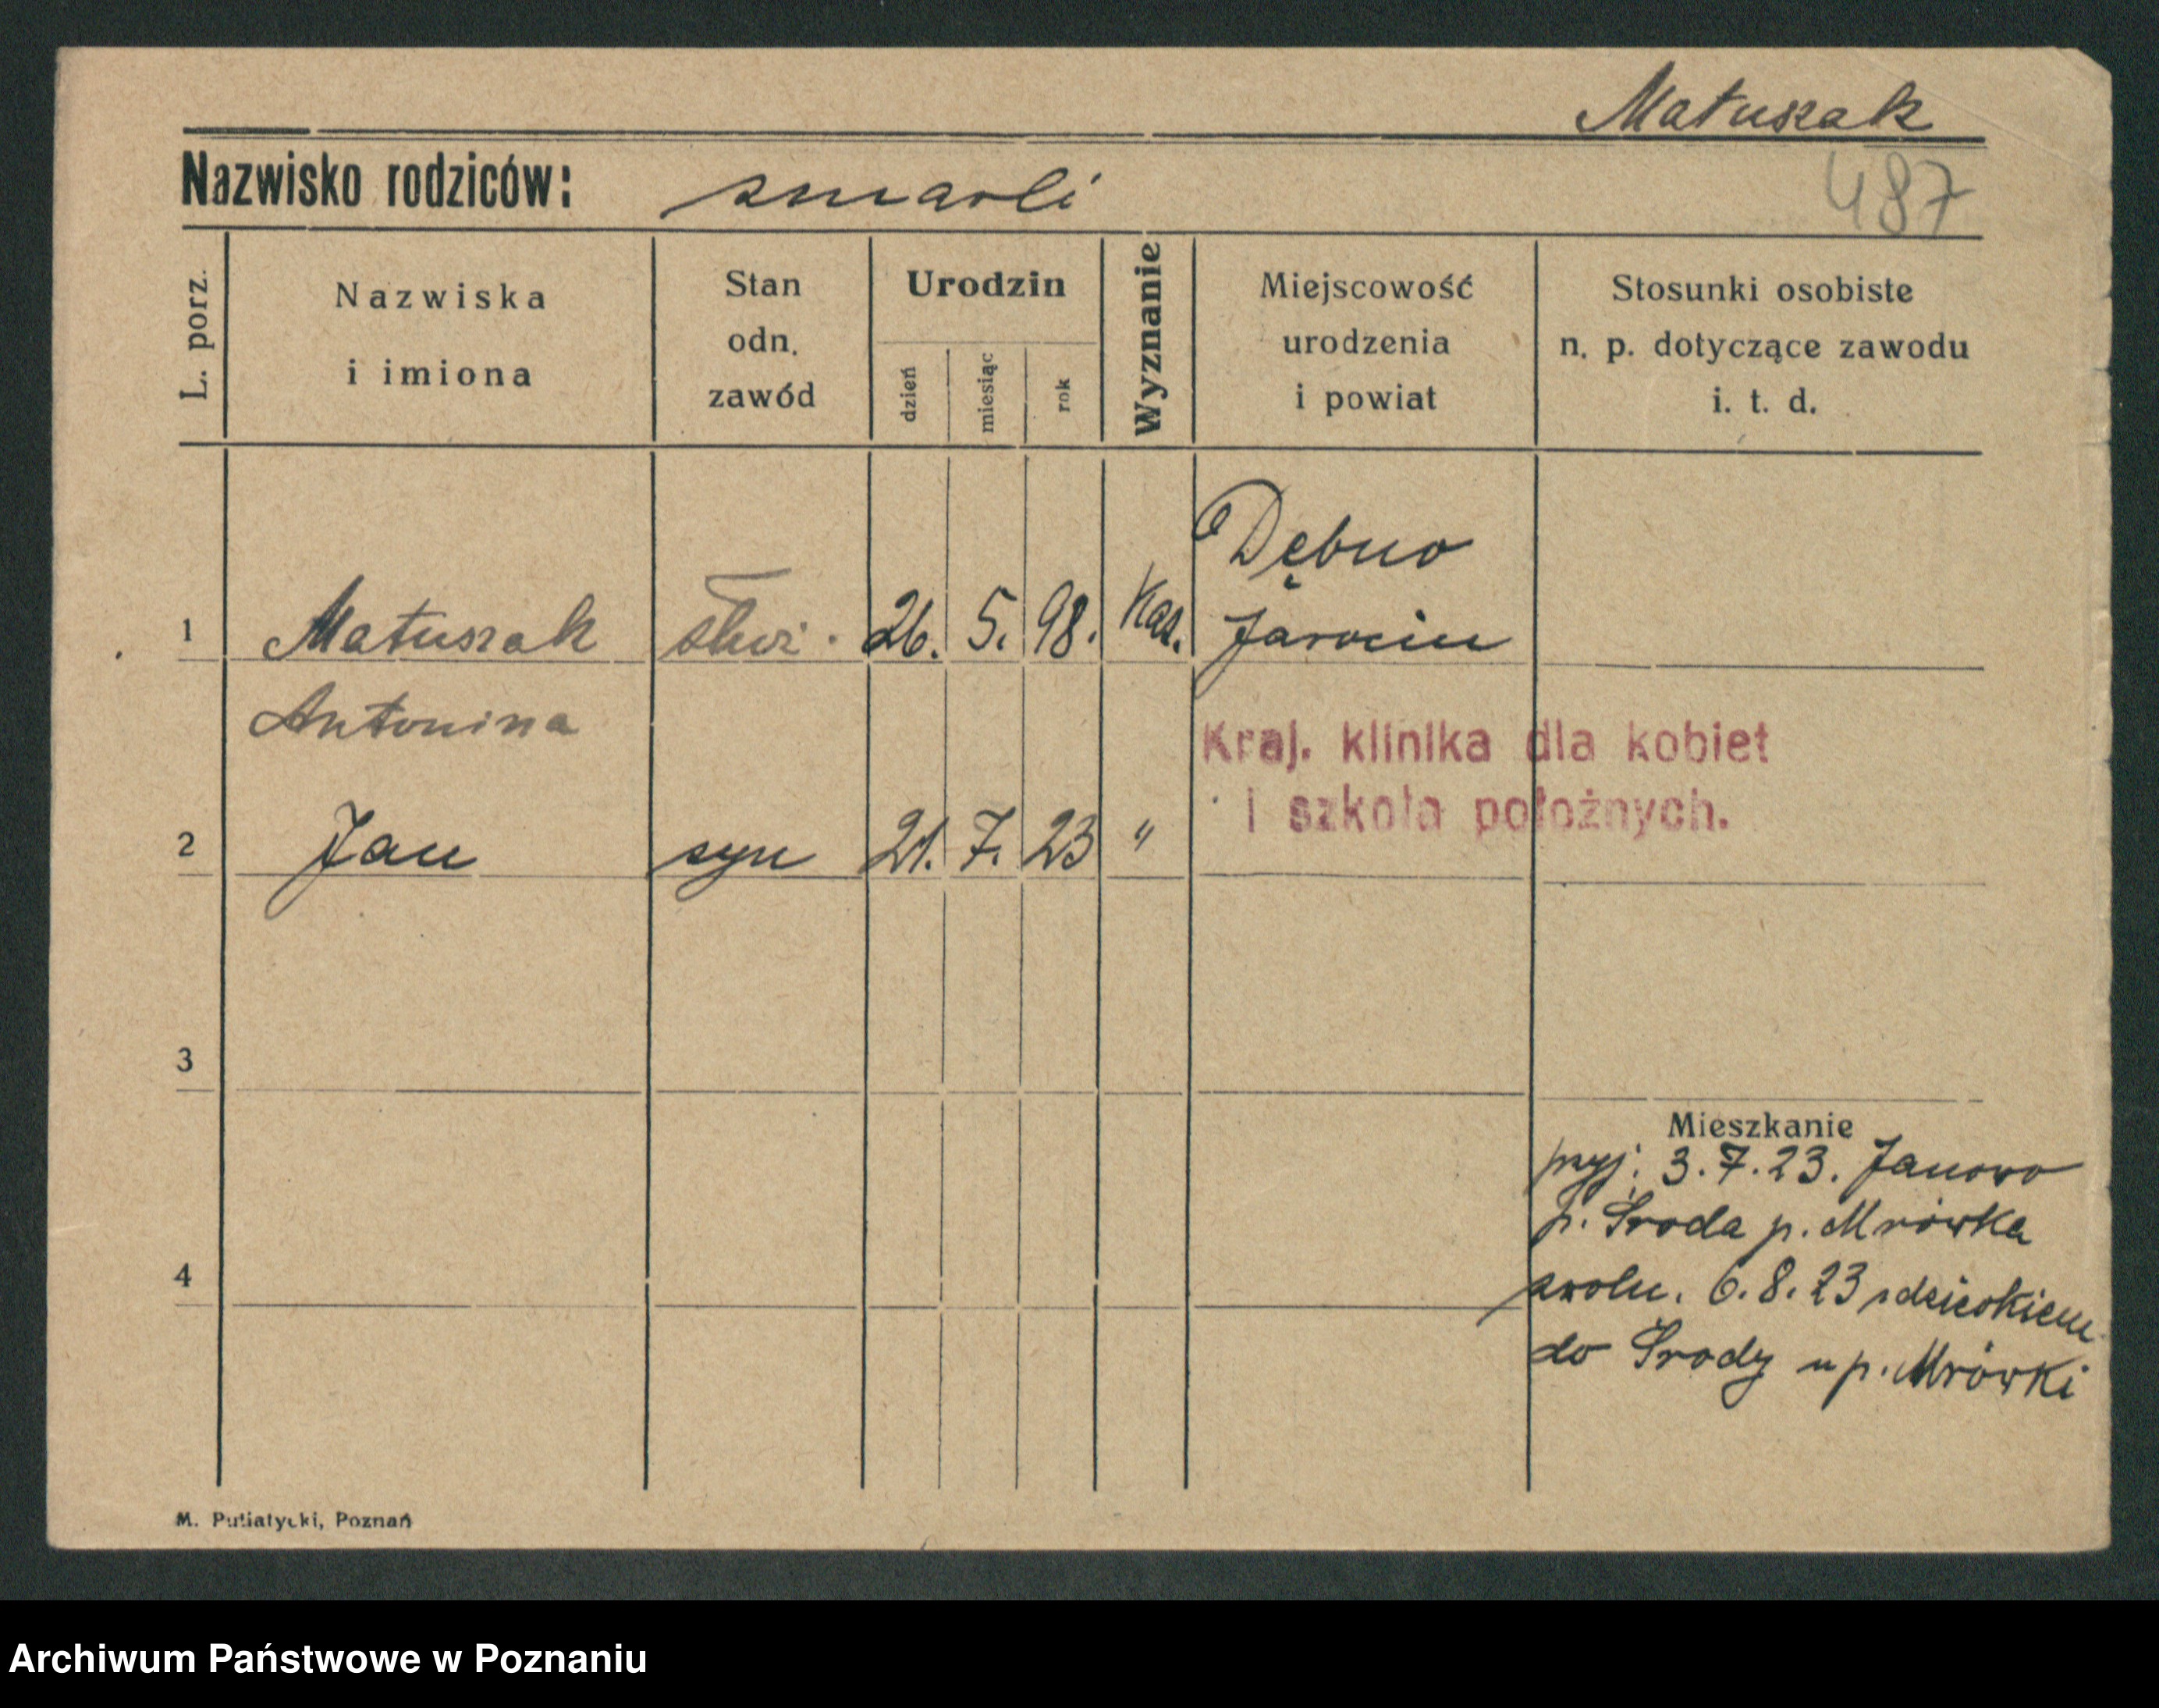 Matuszak
Nazwisko rodziców: zmarli
487
L. porz.
Nazwiska
i imiona
Stan
odn.
zawód
Urodzin
dzień
miesiąc
rok
Wyznanie
Miejscowość
urodzenia
i powiat
Stosunki osobiste
n. p. dotyczące zawodu
i. t. d.
Dębno
1 Matuszak służ. 26. 5. 98. Kat. Jarocin
Antonina
Kraj. klinika dla kobiet
i szkoła położnych.
2 Jan syn 21. 7. 23 "
3
Mieszkanie
przyj. 3.7.23. Janowo
p. Środa p. Mrówka
4
zwoln. 6.8.23 z dzieckiem
do Środy u p. Mrówki
M. Putiatycki, Poznań
Archiwum Państwowe w Poznaniu